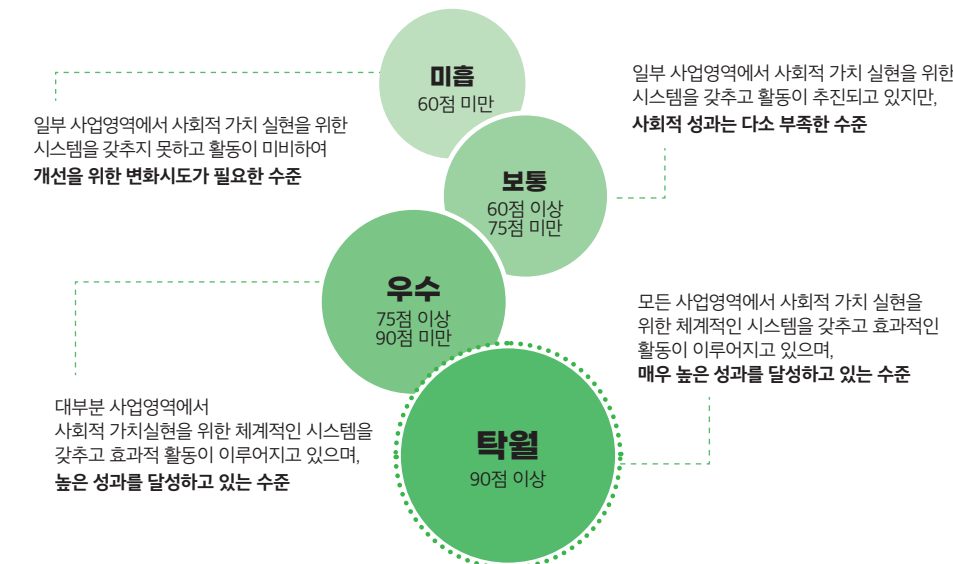 미흡
60점 미만
일부 사업영역에서 사회적 가치 실현을 위한
시스템을 갖추지 못하고 활동이 미비하여
개선을 위한 변화시도가 필요한 수준
일부 사업영역에서 사회적 가치 실현을 위한
시스템을 갖추고 활동이 추진되고 있지만,
사회적 성과는 다소 부족한 수준
보통
60점 이상
75점 미만
우수
75점 이상
90점 미만
대부분 사업영역에서
사회적 가치실현을 위한 체계적인 시스템을
갖추고 효과적 활동이 이루어지고 있으며,
높은 성과를 달성하고 있는 수준
모든 사업영역에서 사회적 가치 실현을
위한 체계적인 시스템을 갖추고 효과적인
활동이 이루어지고 있으며,
매우 높은 성과를 달성하고 있는 수준
탁월
90점 이상